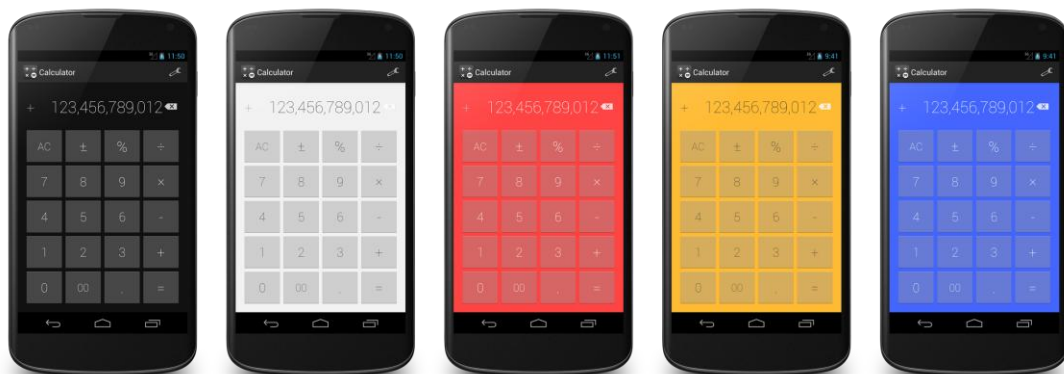 11:50
Calculator
+ 123,456,789,012
AC ± % ÷
7 8 9 ×
4 5 6 -
1 2 3 +
0 00 . =
11:50
Calculator
+ 123,456,789,012
AC ± % ÷
7 8 9 ×
4 5 6 -
1 2 3 +
0 00 . =
11:51
Calculator
+ 123,456,789,012
AC ± % ÷
7 8 9 ×
4 5 6 -
1 2 3 +
0 00 . =
9:41
Calculator
+ 123,456,789,012
AC ± % ÷
7 8 9 ×
4 5 6 -
1 2 3 +
0 00 . =
9:41
Calculator
+ 123,456,789,012
AC ± % ÷
7 8 9 ×
4 5 6 -
1 2 3 +
0 00 . =